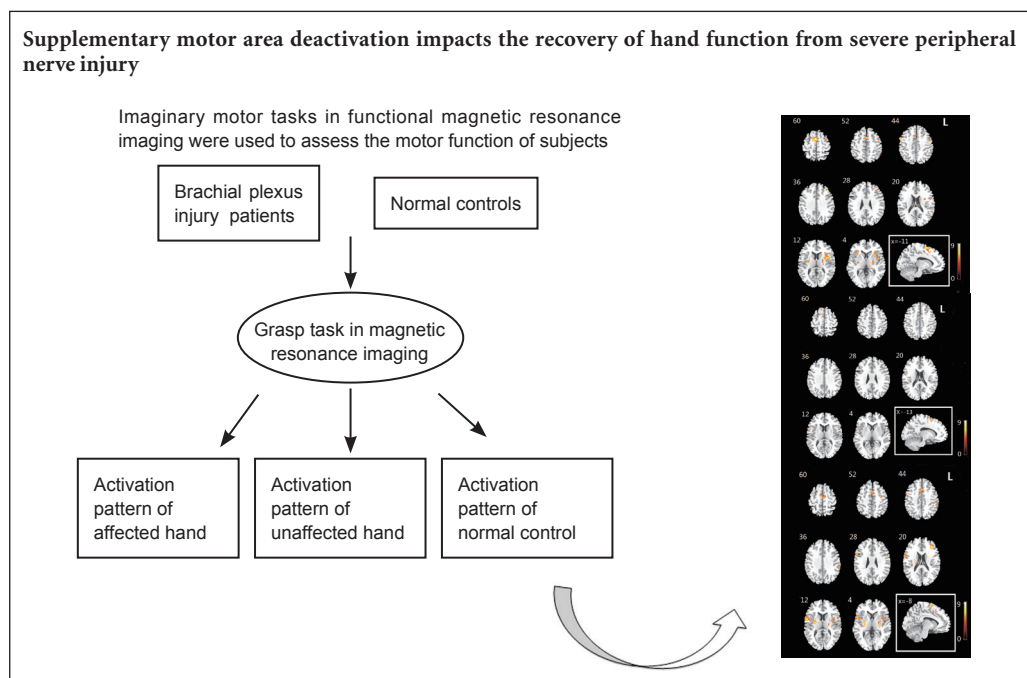 Supplementary motor area deactivation impacts the recovery of hand function from severe peripheral
nerve injury
Imaginary motor tasks in functional magnetic resonance
imaging were used to assess the motor function of subjects
Brachial plexus
injury patients
Normal controls
Grasp task in magnetic
resonance imaging
Activation
pattern of
affected hand
Activation
pattern of
unaffected hand
Activation
pattern of
normal control
60 52 44 L
36 28 20
12 4 x=-11 9
0
60 52 44 L
36 28 20
12 4 x=-13 9
0
60 52 44 L
36 28 20
12 4 x=-8 9
0